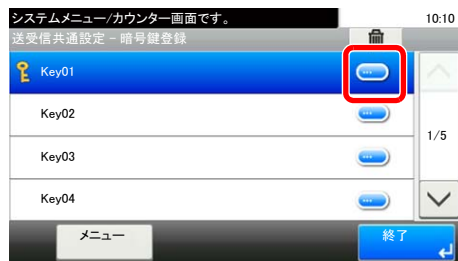 システムメニュー/カウンター画面です。
10:10
送受信共通設定 - 暗号鍵登録
Key01
Key02
1/5
Key03
Key04
メニュー
終了